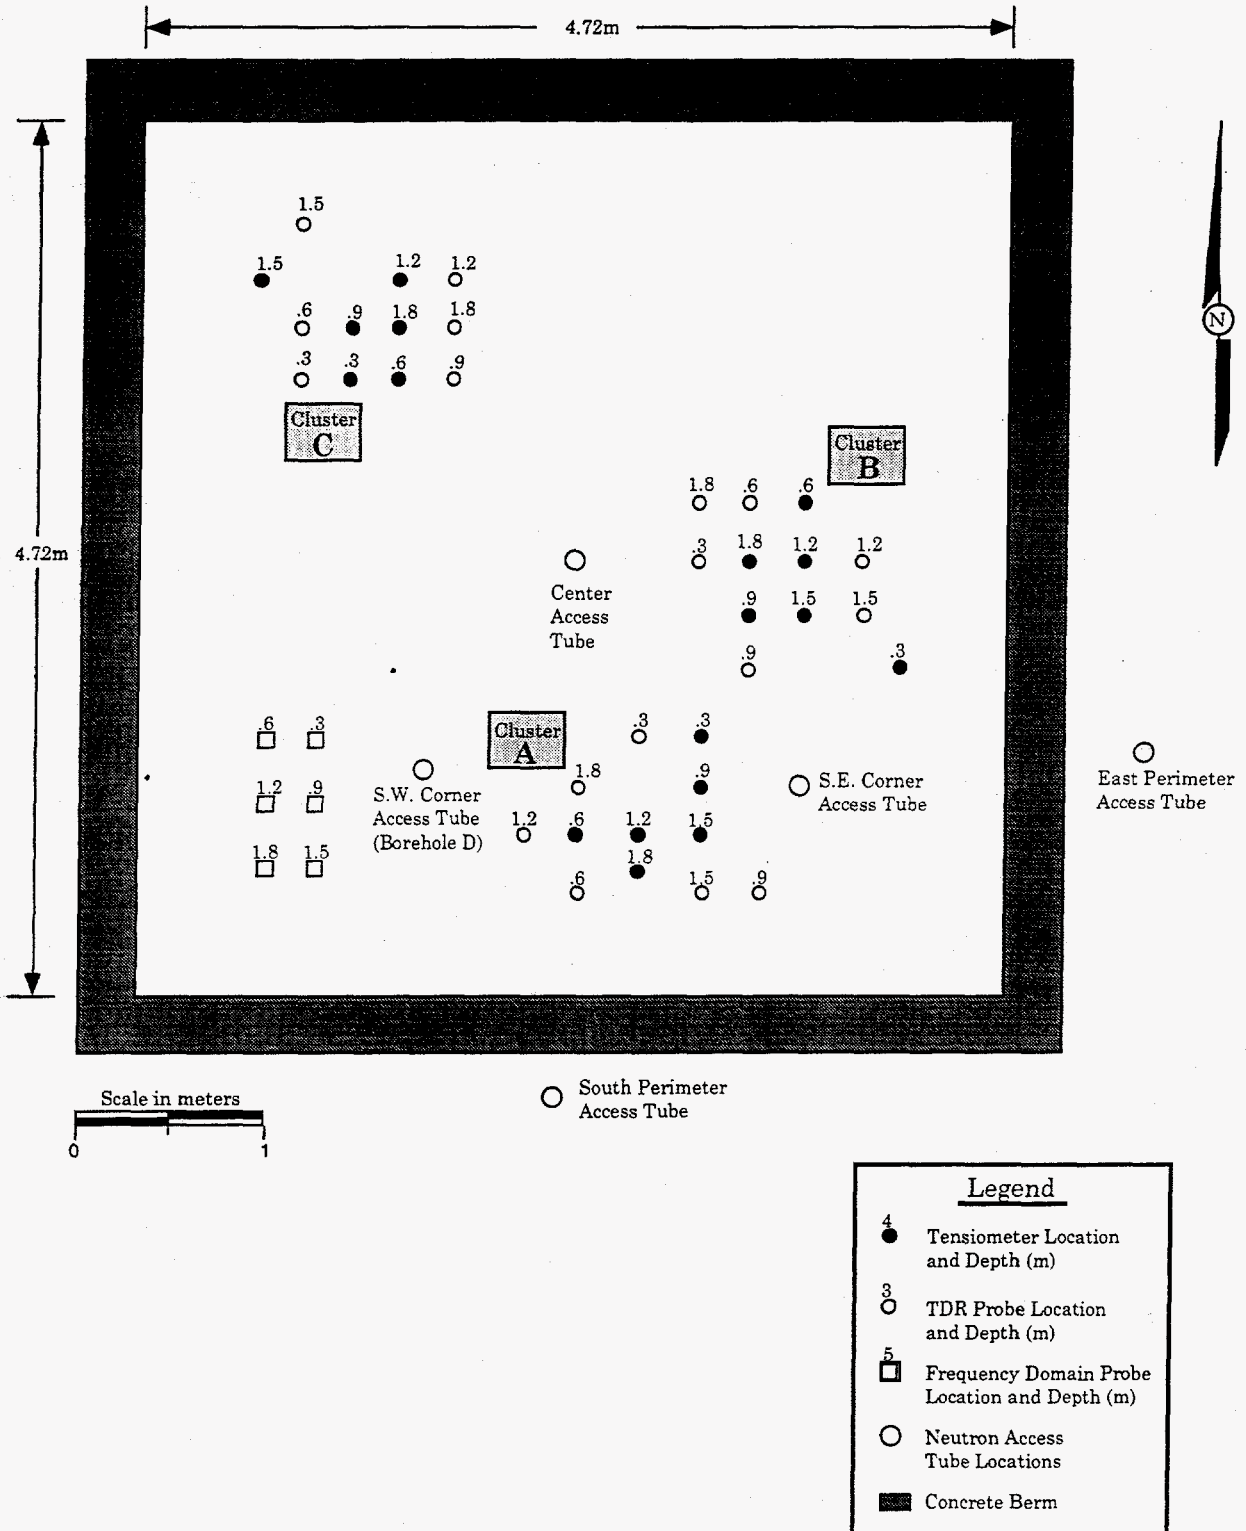 4.72m
1.5
1.5 1.2 1.2
.6 .9 1.8 1.8
.3 .3 .6 .9
Cluster
C
N
Cluster
B
1.8 .6 .6
.3 1.8 1.2 1.2
4.72m
Center
Access
Tube
.9 1.5 1.5
.9 .3
.6 .3
Cluster
A
.3 .3
1.8 .9
1.2 .9
S.W. Corner
Access Tube
(Borehole D)
S.E. Corner
Access Tube
East Perimeter
Access Tube
1.2 .6 1.2 1.5
1.8 1.5
1.8
.6 1.5 .9
South Perimeter
Access Tube
Scale in meters
0 1
Legend
4
Tensiometer Location
and Depth (m)
3
TDR Probe Location
and Depth (m)
5
Frequency Domain Probe
Location and Depth (m)
Neutron Access
Tube Locations
Concrete Berm